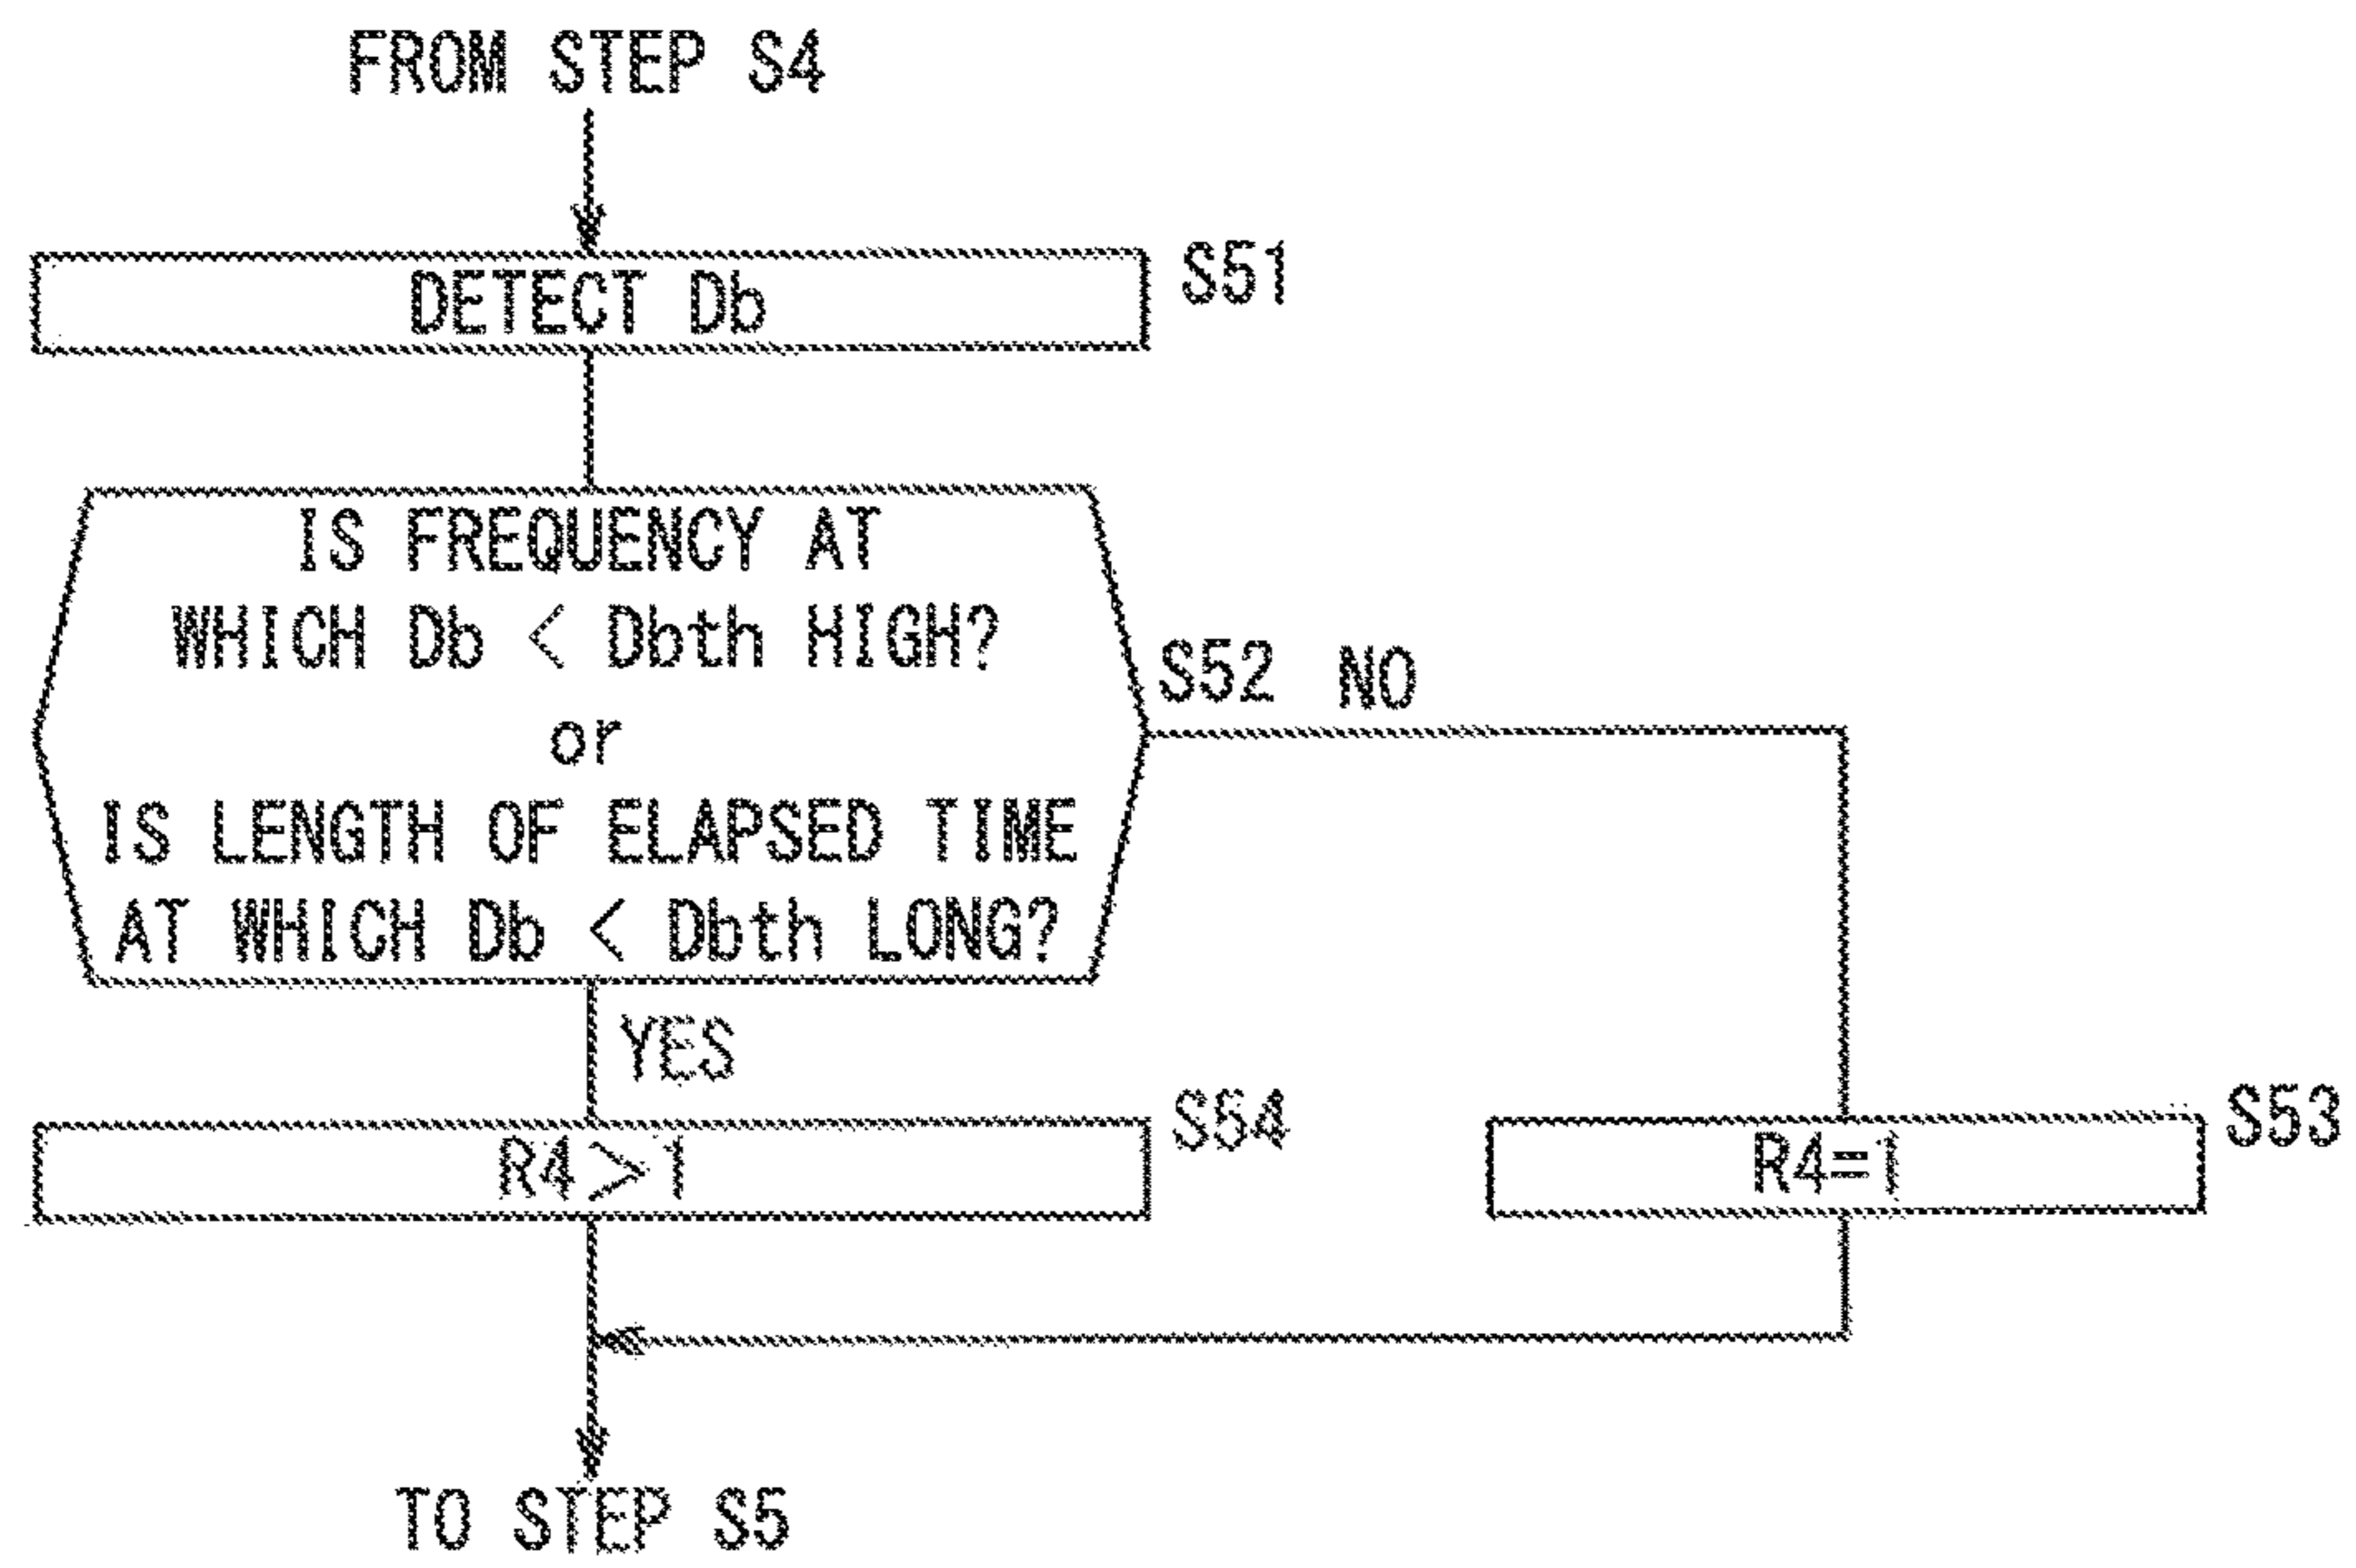 FROM STEP S4
DETECT Db
S51
IS FREQUENCY AT
WHICH Db < Dbth HIGH?
or
IS LENGTH OF ELAPSED TIME
AT WHICH Db < Dbth LONG?
S52 NO
YES
R4>1
S54
R4=1
S53
TO STEP S5